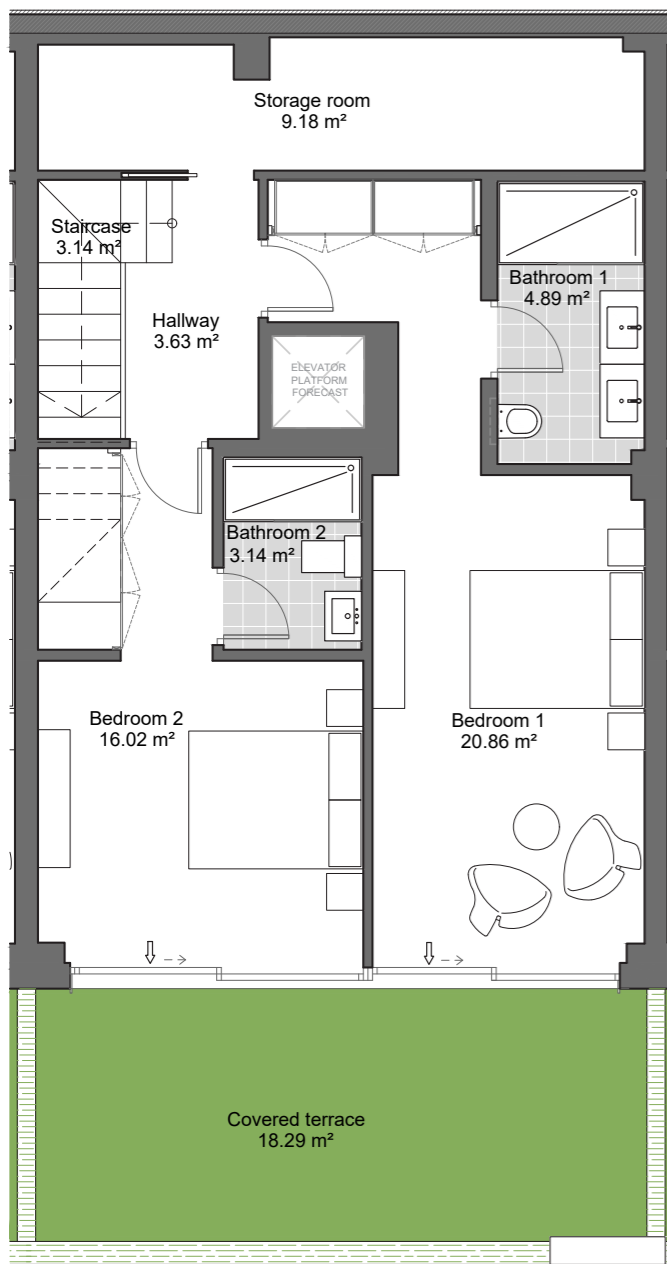 Storage room
9.18 m²
Staircase
3.14 m²
Bathroom 1
4.89 m²
Hallway
3.63 m²
ELEVATOR
PLATFORM
FORECAST
Bathroom 2
3.14 m²
Bedroom 2
16.02 m²
Bedroom 1
20.86 m²
Covered terrace
18.29 m²